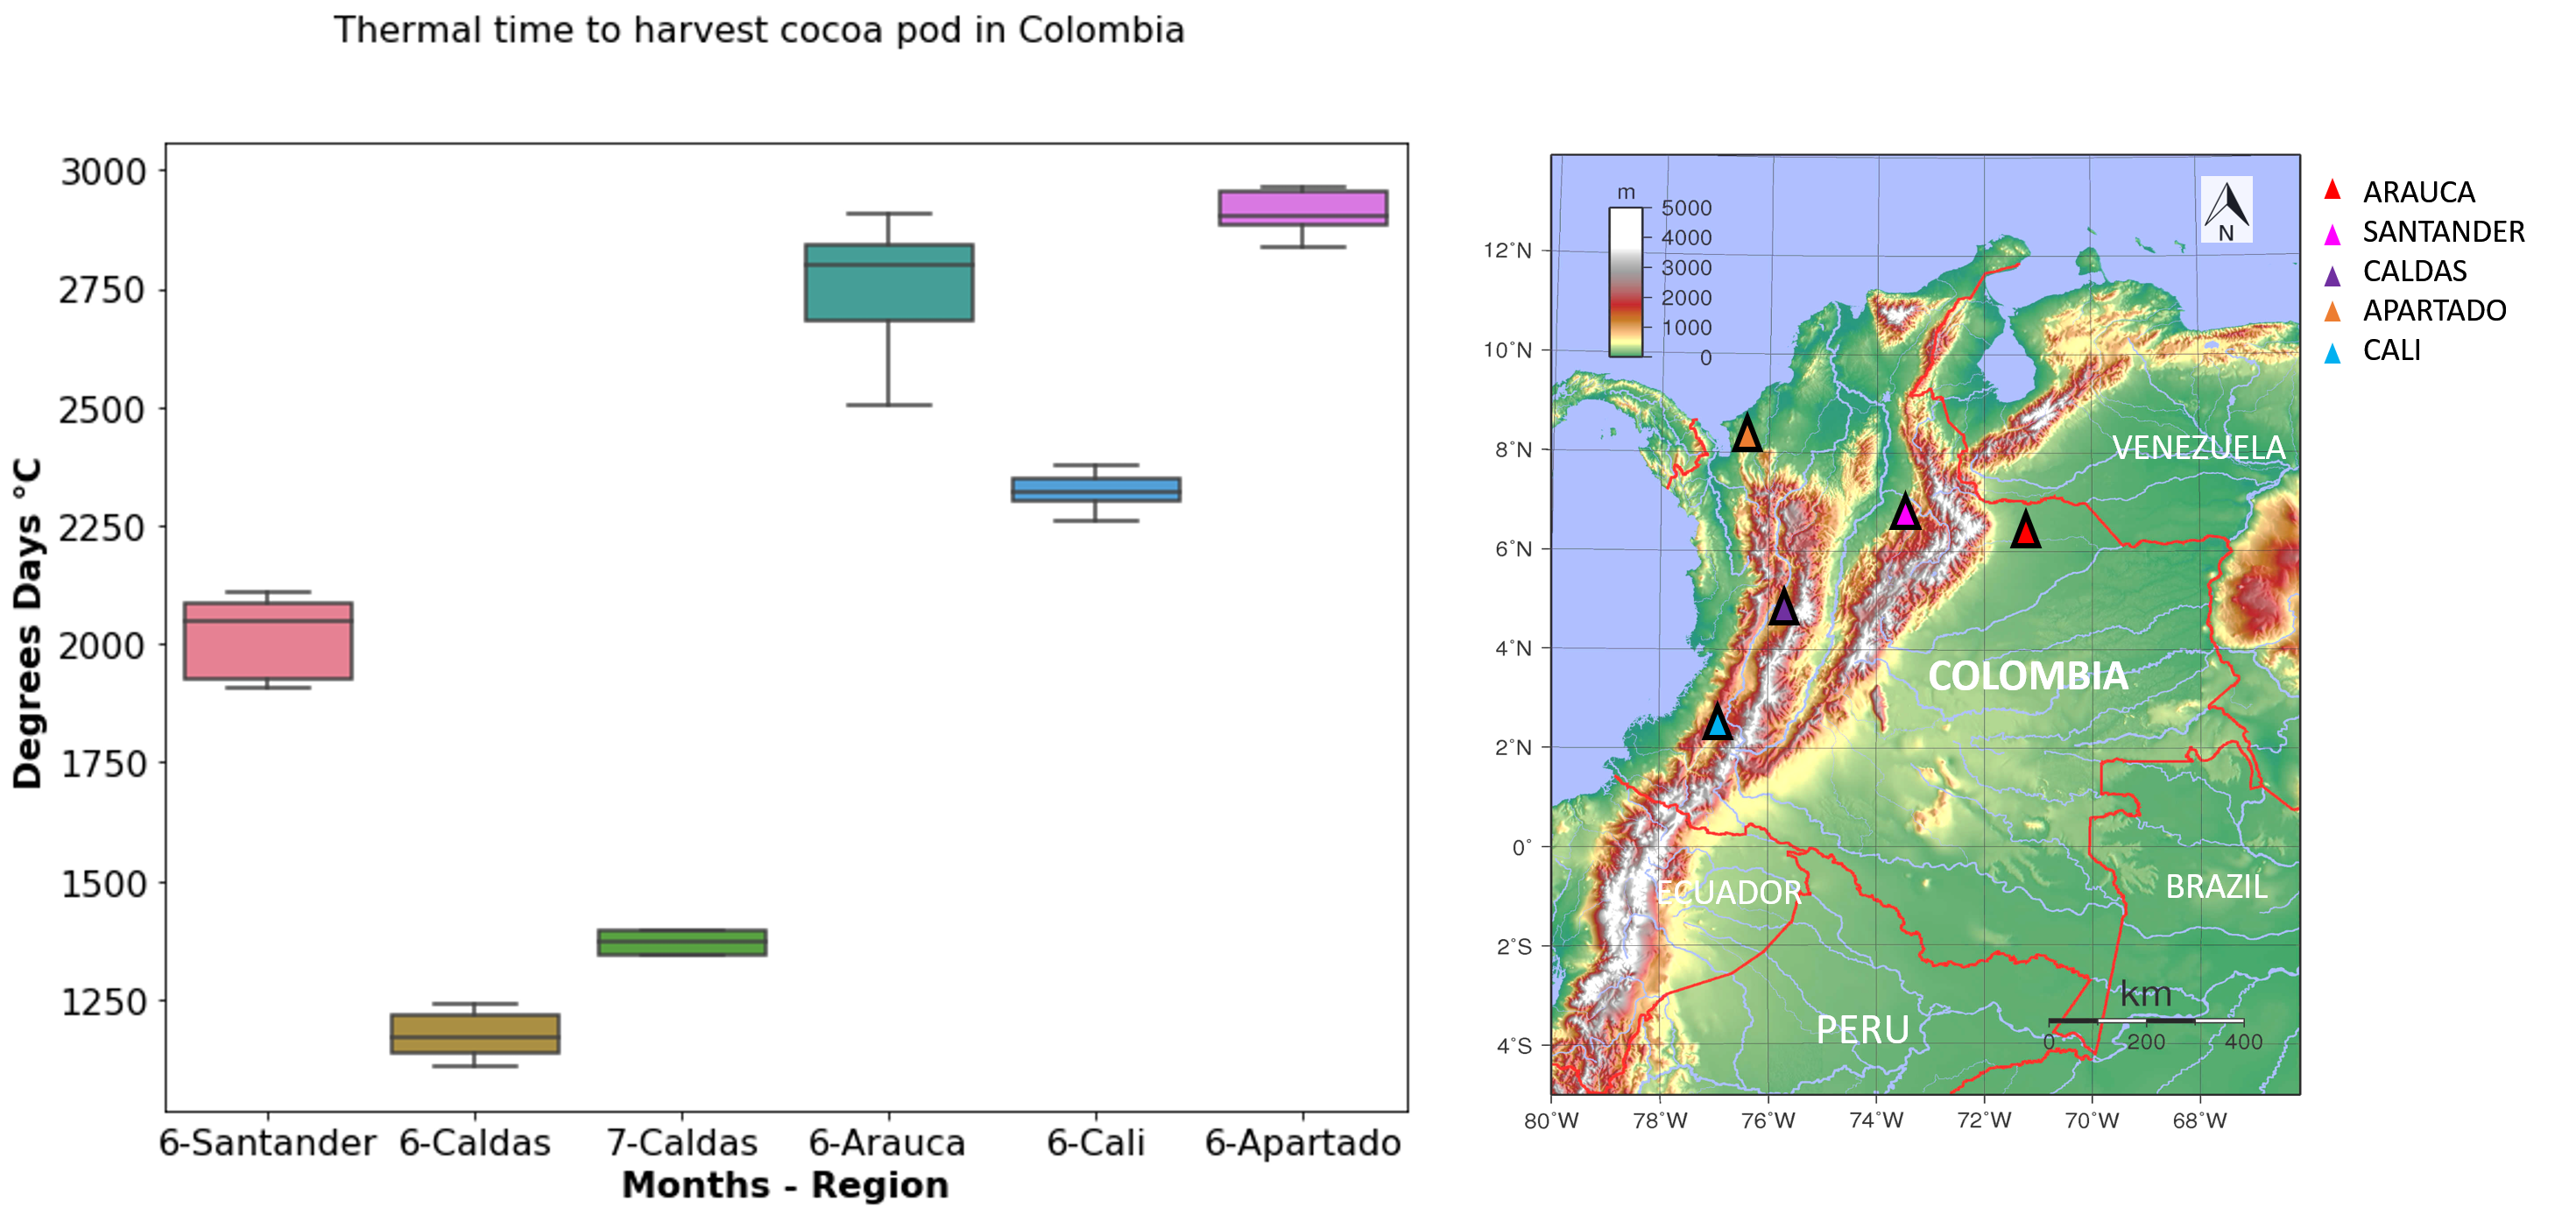 Thermal time to harvest cocoa pod in Colombia
3000
2750
2500
2250
2000
1750
1500
1250
Degrees Days °C
6-Santander 6-Caldas 7-Caldas 6-Arauca 6-Cali 6-Apartado
Months - Region
m
5000
4000
3000
2000
1000
0
N
12˚N
10˚N
8˚N
6˚N
4˚N
2˚N
0˚
2˚S
4˚S
80˚W 78˚W 76˚W 74˚W 72˚W 70˚W 68˚W
VENEZUELA
COLOMBIA
ECUADOR
BRAZIL
PERU
km
0 200 400
ARAUCA
SANTANDER
CALDAS
APARTADO
CALI